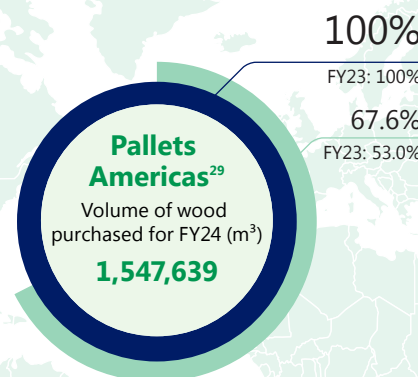 100%
FY23: 100%
67.6%
FY23: 53.0%
Pallets
Americas²⁹
Volume of wood
purchased for FY24 (m³)
1,547,639